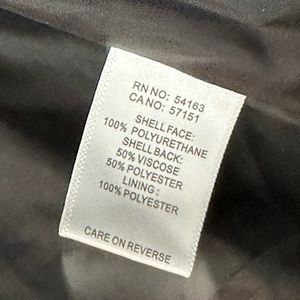 RN NO: 54163
CA NO: 57151
SHELL FACE:
100% POLYURETHANE
SHELL BACK:
50% VISCOSE
50% POLYESTER
LINING:
100% POLYESTER
CARE ON REVERSE